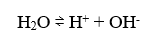 H₂O ⇌ H⁺ + OH⁻